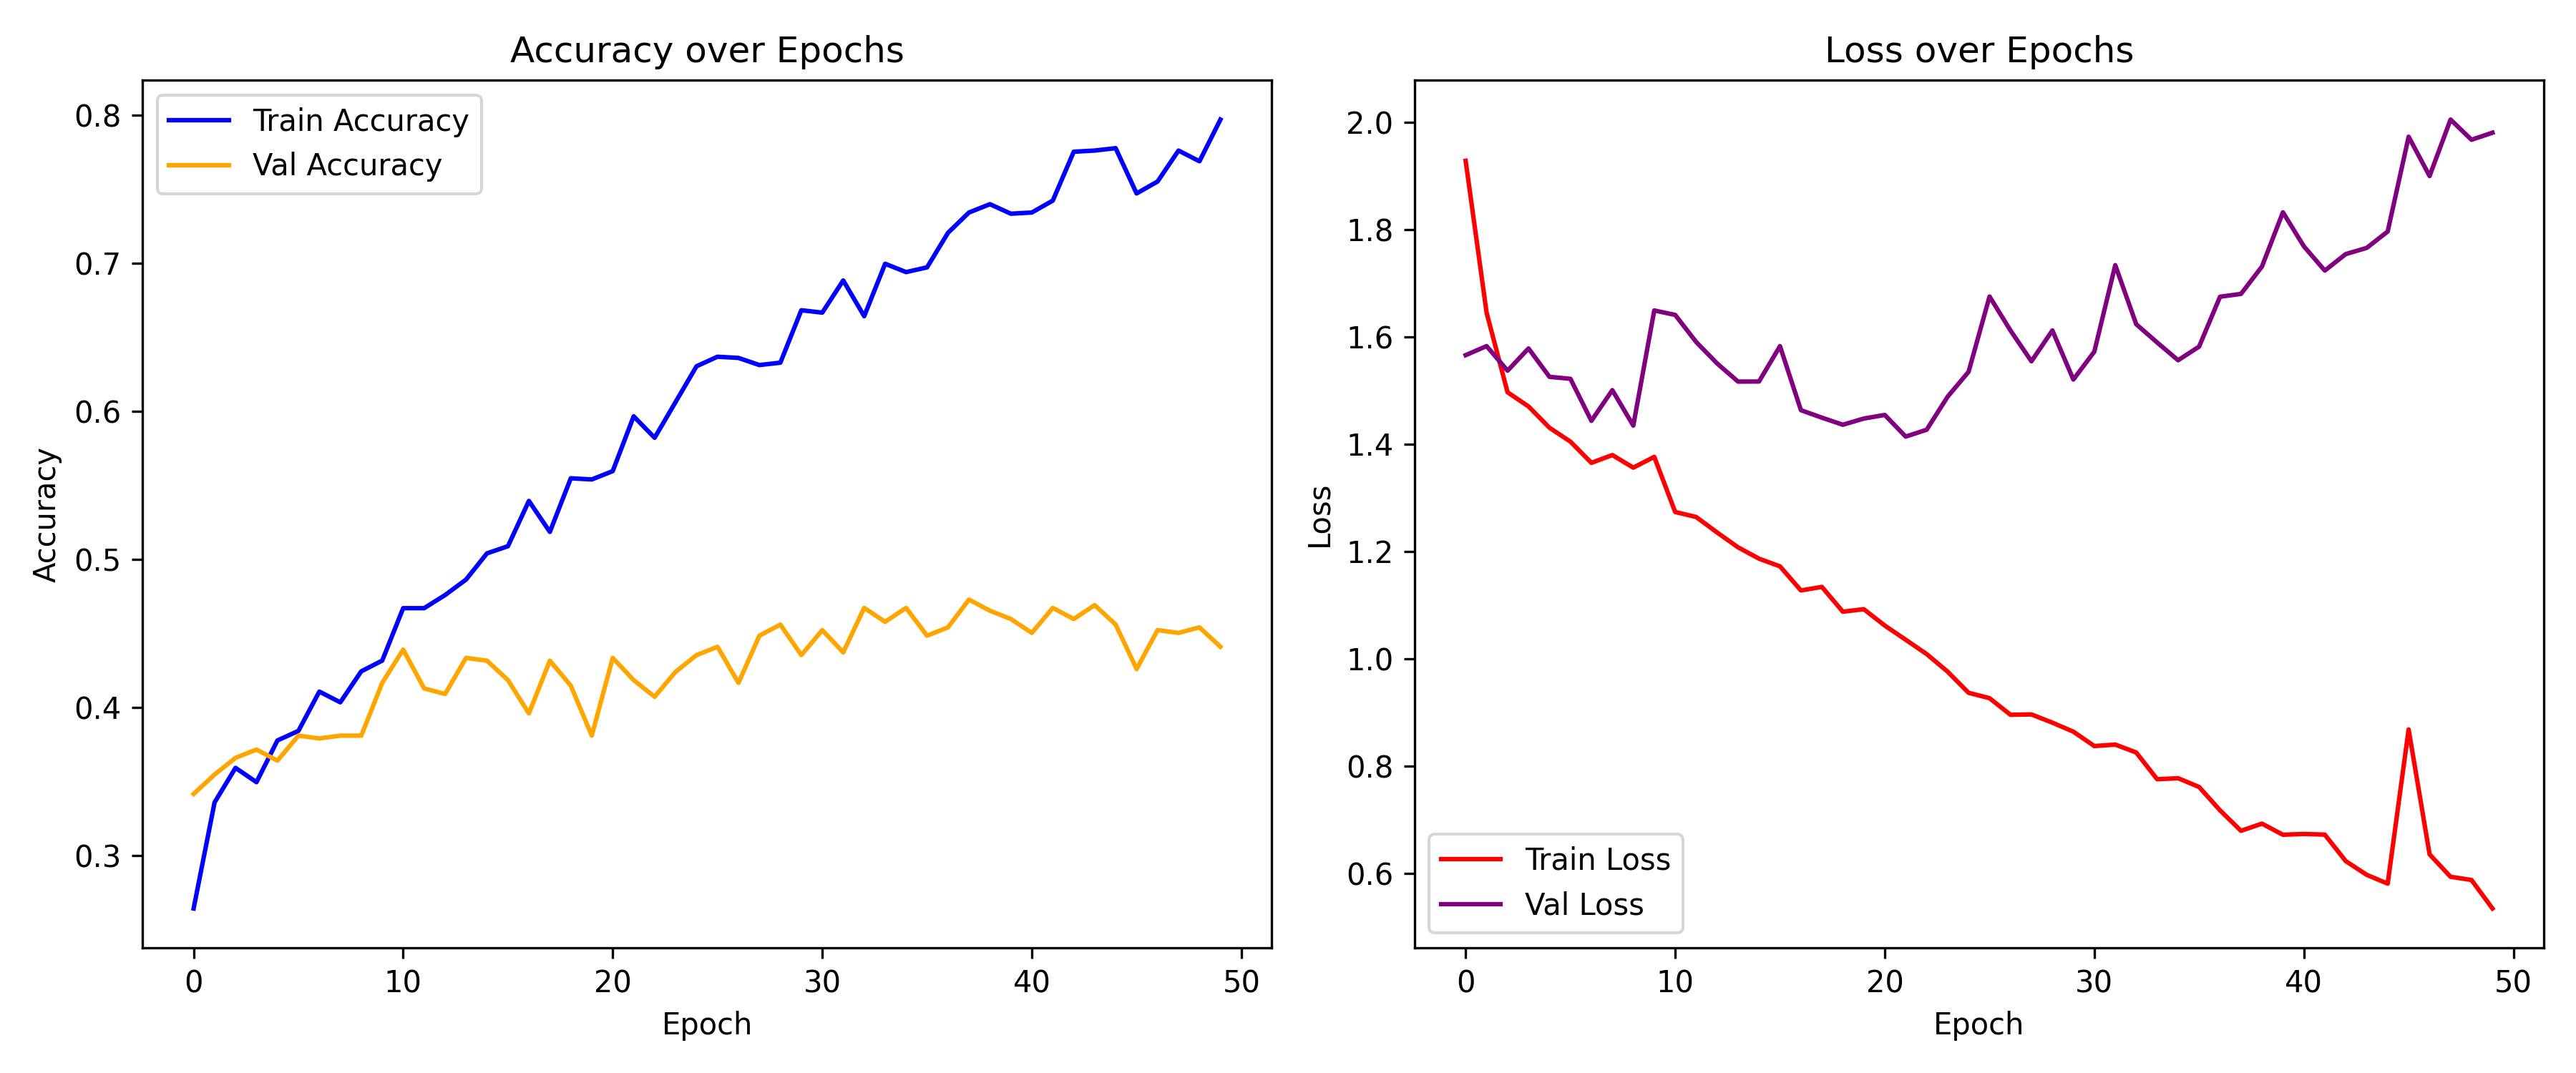 Accuracy over Epochs
Train Accuracy
Val Accuracy
Accuracy
0.8
0.7
0.6
0.5
0.4
0.3
0 10 20 30 40 50
Epoch
Loss over Epochs
Loss
2.0
1.8
1.6
1.4
1.2
1.0
0.8
0.6
Train Loss
Val Loss
0 10 20 30 40 50
Epoch